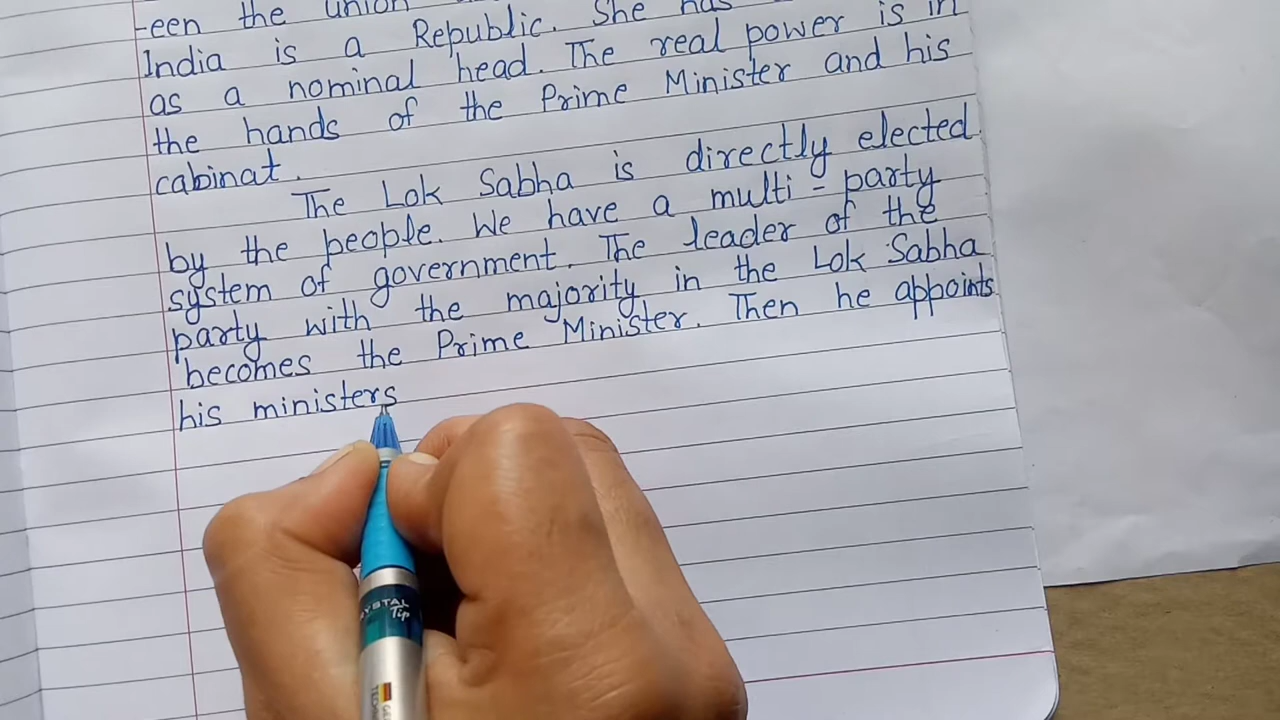 -een the union
India is a Republic. She has
as a nominal head. The real power is in
the hands of the Prime Minister and his
cabinat.
The Lok Sabha is directly elected
by the people. We have a multi-party
system of government. The leader of the
party with the majority in the Lok Sabha
becomes the Prime Minister. Then he appoints
his ministers
YSTAL
Tip